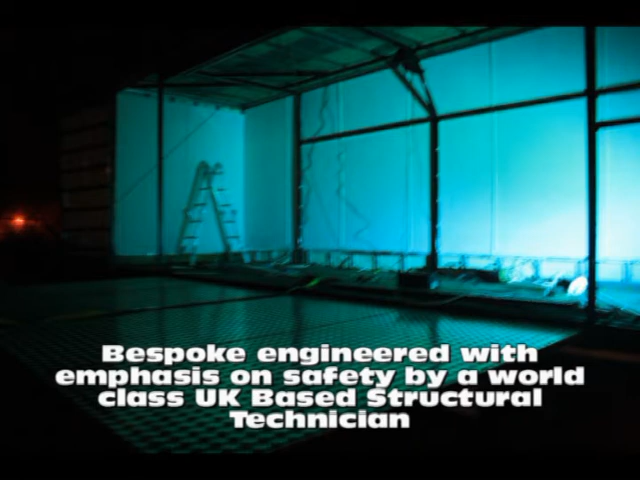 Bespoke engineered with
emphasis on safety by a world
class UK Based Structural
Technician